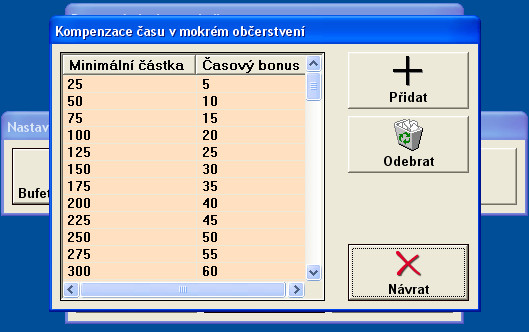 Kompenzace času v mokrém občerstvení
Minimální částka Časový bonus
25 5
50 10
75 15
100 20
125 25
150 30
175 35
200 40
225 45
250 50
275 55
300 60
Přidat
Odebrat
Návrat
Nastav
Bufet